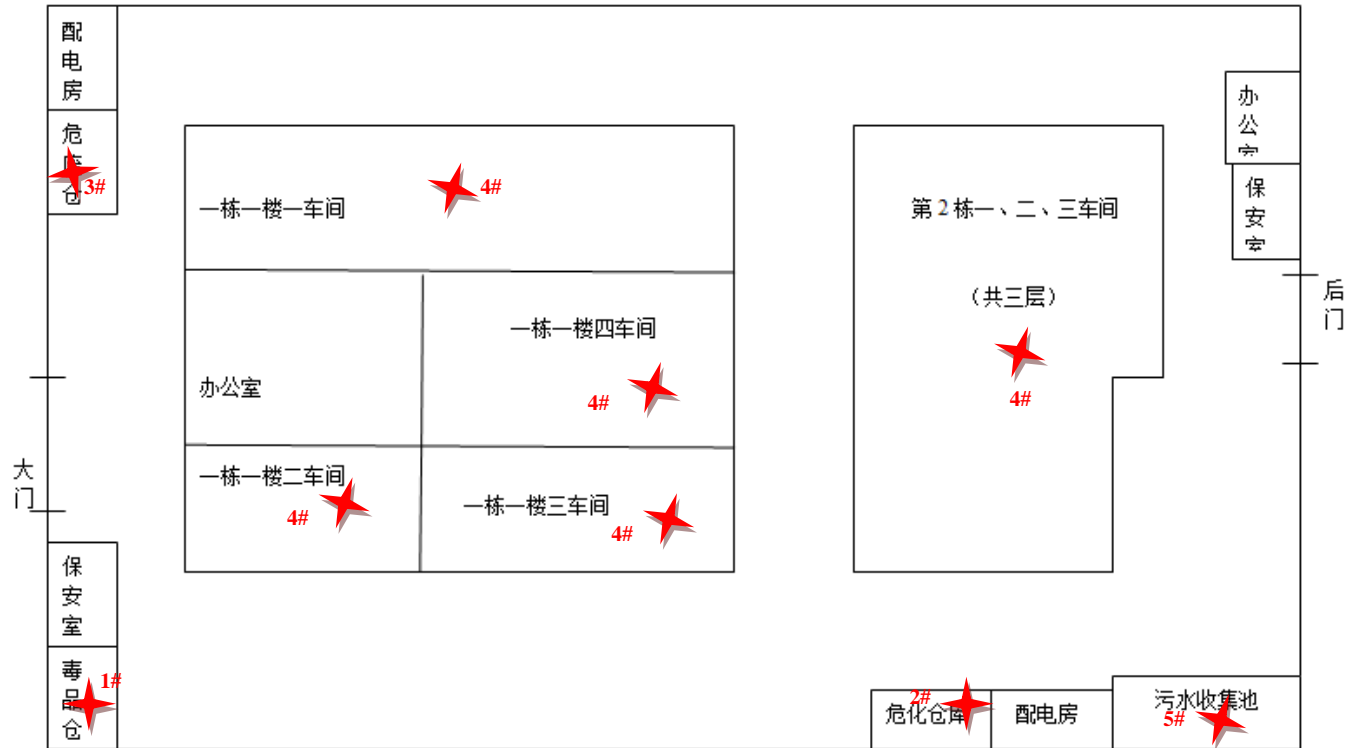 配
电
房
危
废
仓
3#
一栋一楼一车间
4#
第2栋一、二、三车间
（共三层）
4#
办
公
室
保
安
室
后
门
一栋一楼四车间
4#
办公室
一栋一楼二车间
4#
一栋一楼三车间
4#
大
门
保
安
室
毒
品
仓
1#
危化仓库
2#
配电房
污水收集池
5#